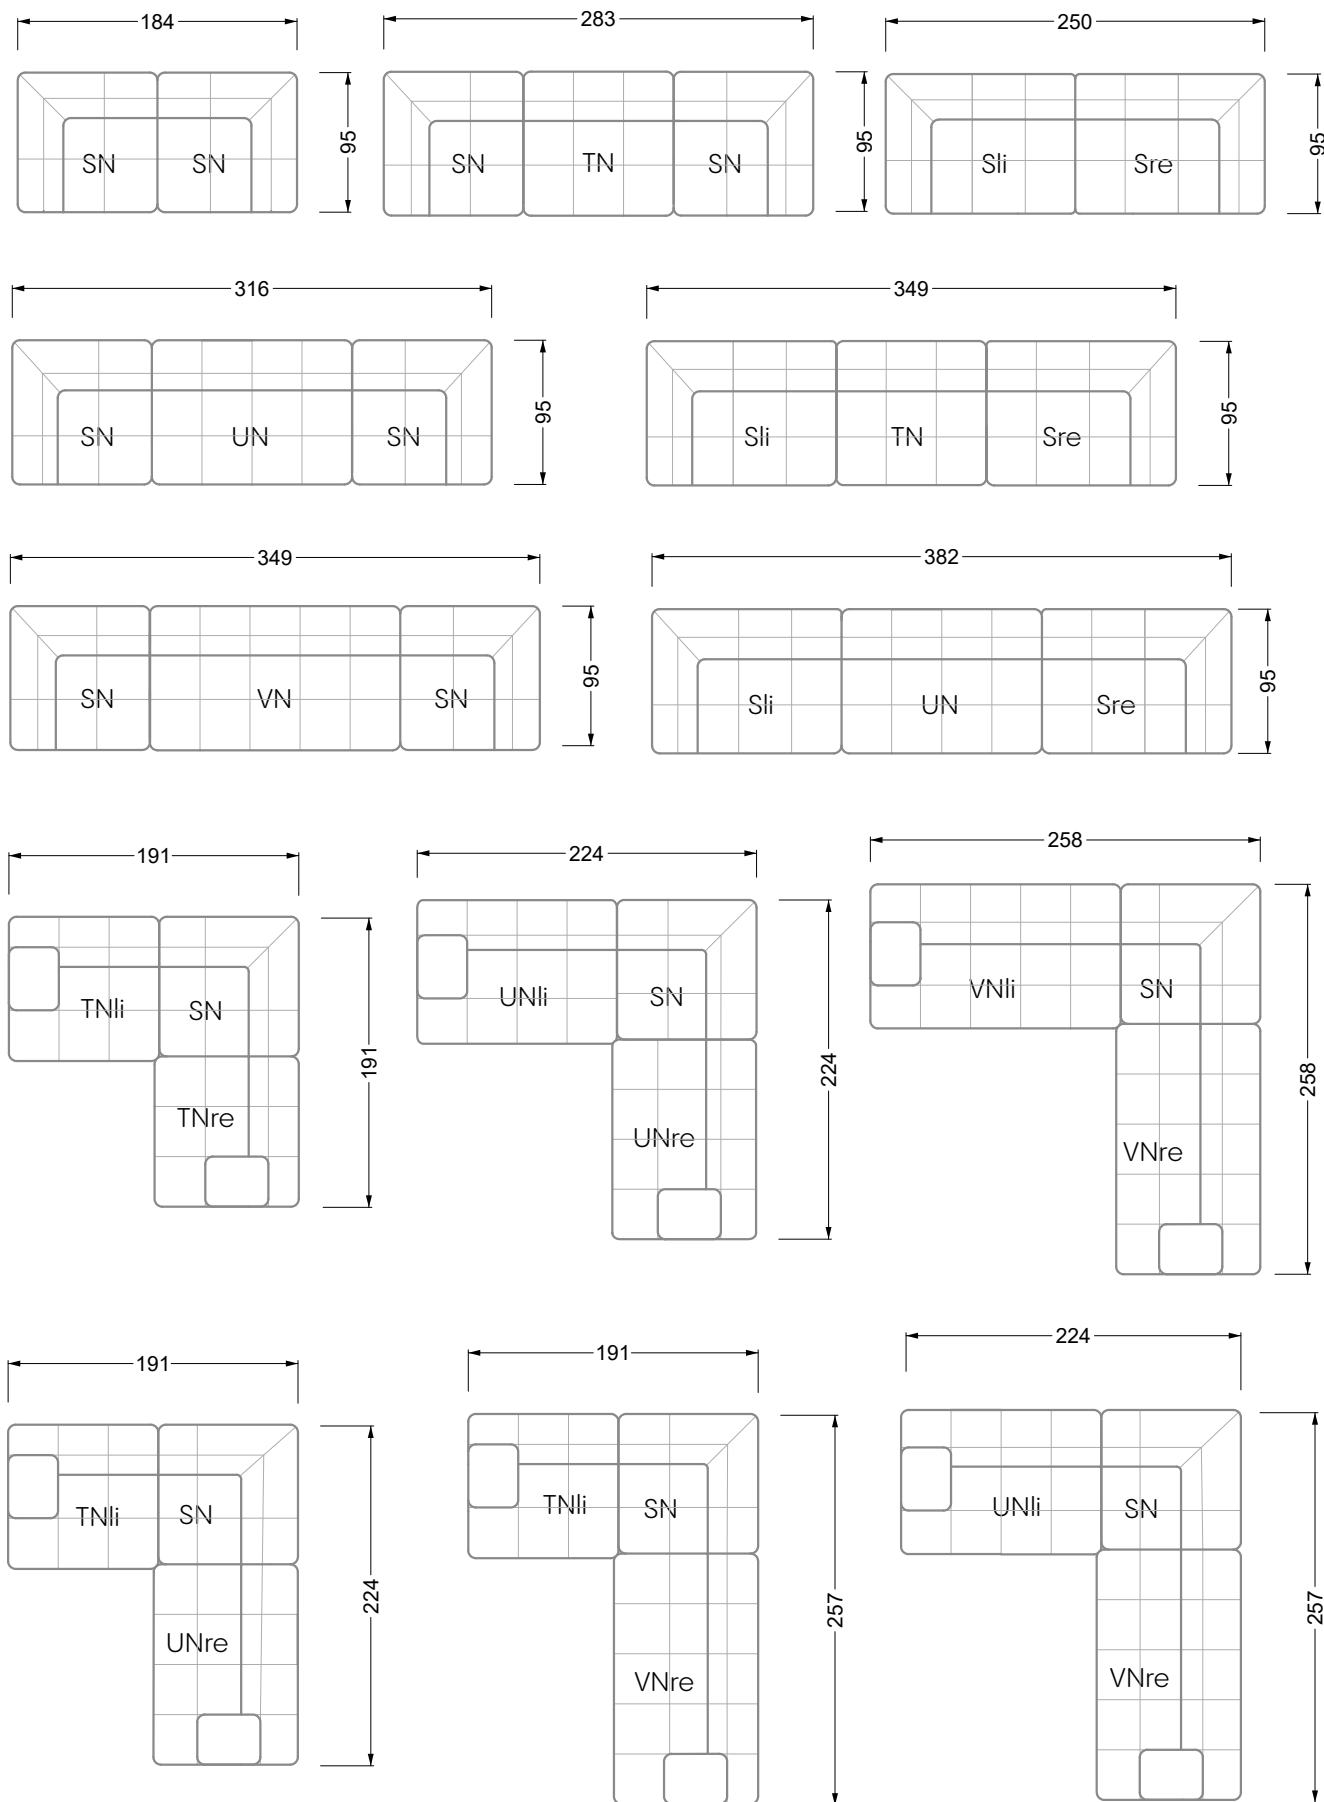 184
283
250
SN SN
95
SN TN SN
95
Sli Sre
95
316
349
SN UN SN
95
Sli TN Sre
95
349
382
SN VN SN
95
Sli UN Sre
95
191
224
258
TNli SN
191
TNre
UNli SN
224
UNre
VNli SN
258
VNre
191
191
224
TNli SN
224
UNre
TNli SN
257
VNre
UNli SN
257
VNre